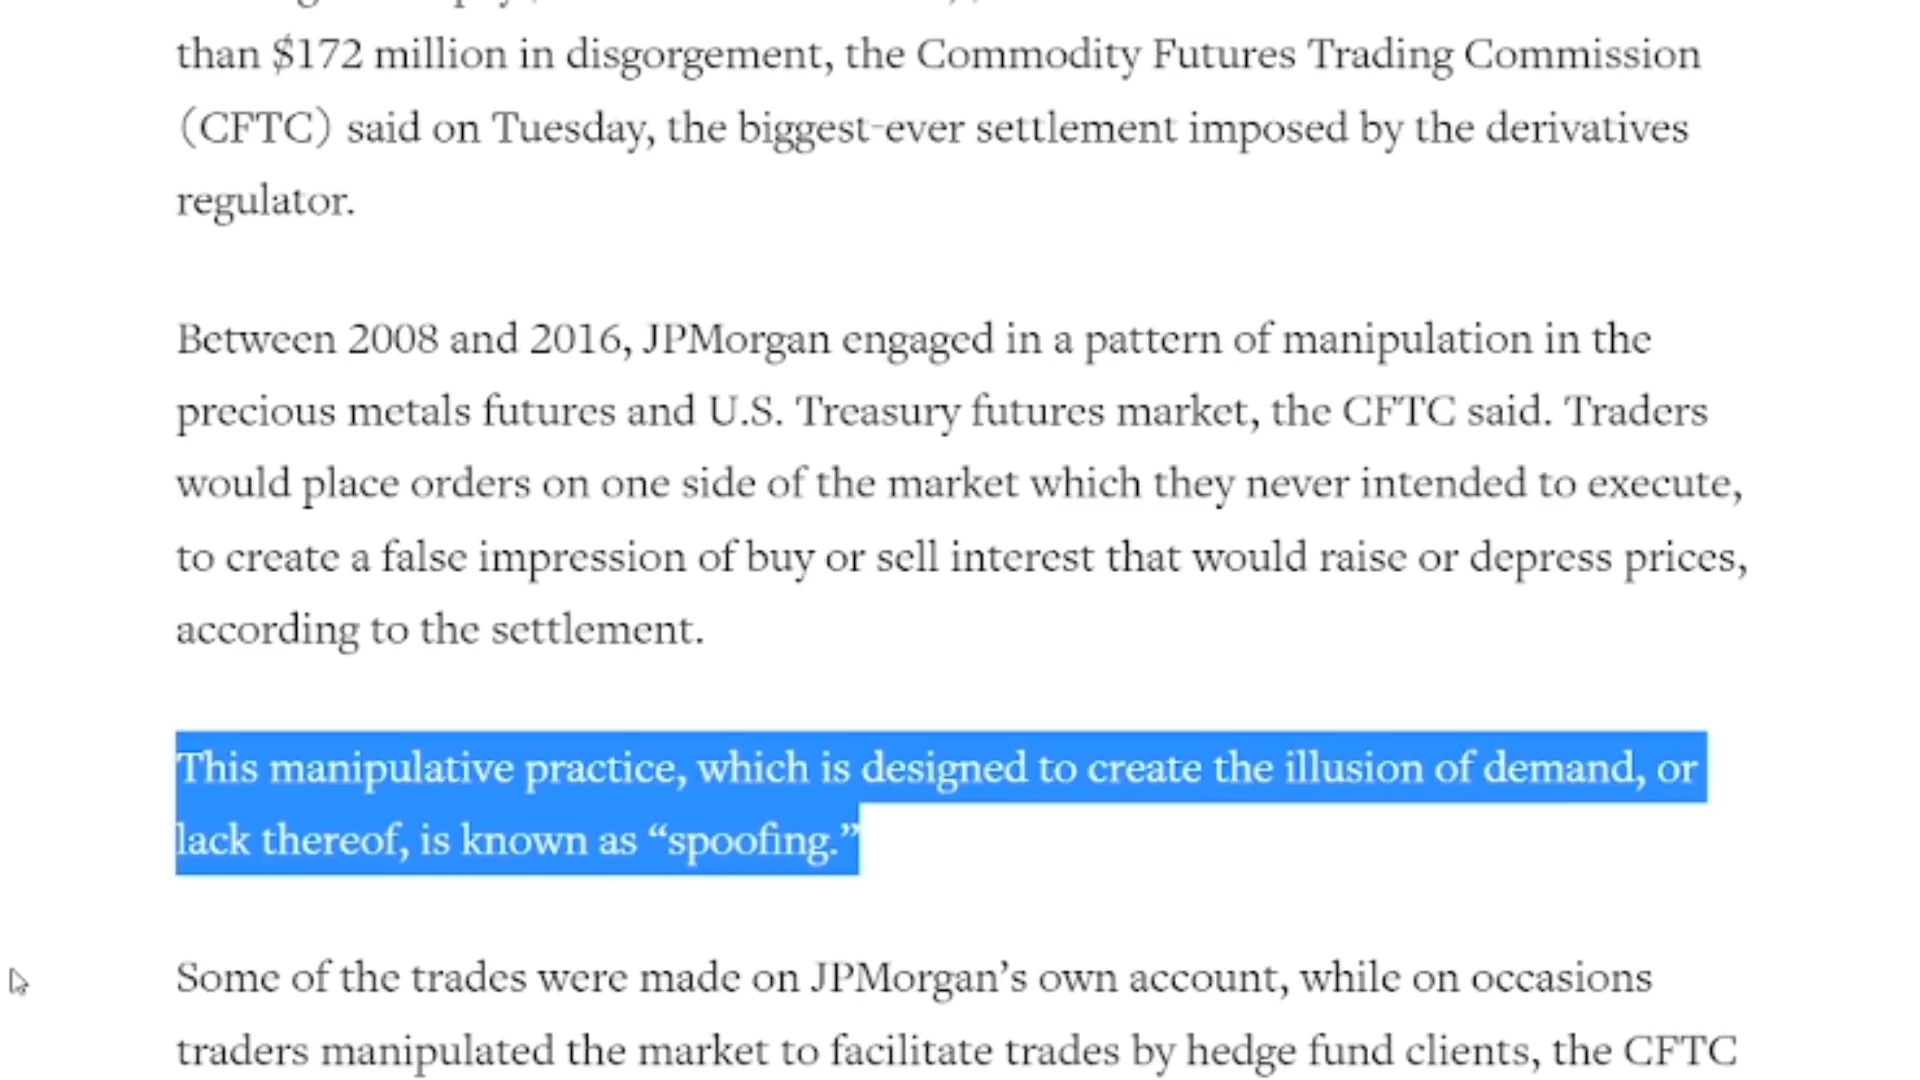 than $172 million in disgorgement, the Commodity Futures Trading Commission
(CFTC) said on Tuesday, the biggest-ever settlement imposed by the derivatives
regulator.
Between 2008 and 2016, JPMorgan engaged in a pattern of manipulation in the
precious metals futures and U.S. Treasury futures market, the CFTC said. Traders
would place orders on one side of the market which they never intended to execute,
to create a false impression of buy or sell interest that would raise or depress prices,
according to the settlement.
This manipulative practice, which is designed to create the illusion of demand, or
lack thereof, is known as “spoofing.”
Some of the trades were made on JPMorgan’s own account, while on occasions
traders manipulated the market to facilitate trades by hedge fund clients, the CFTC